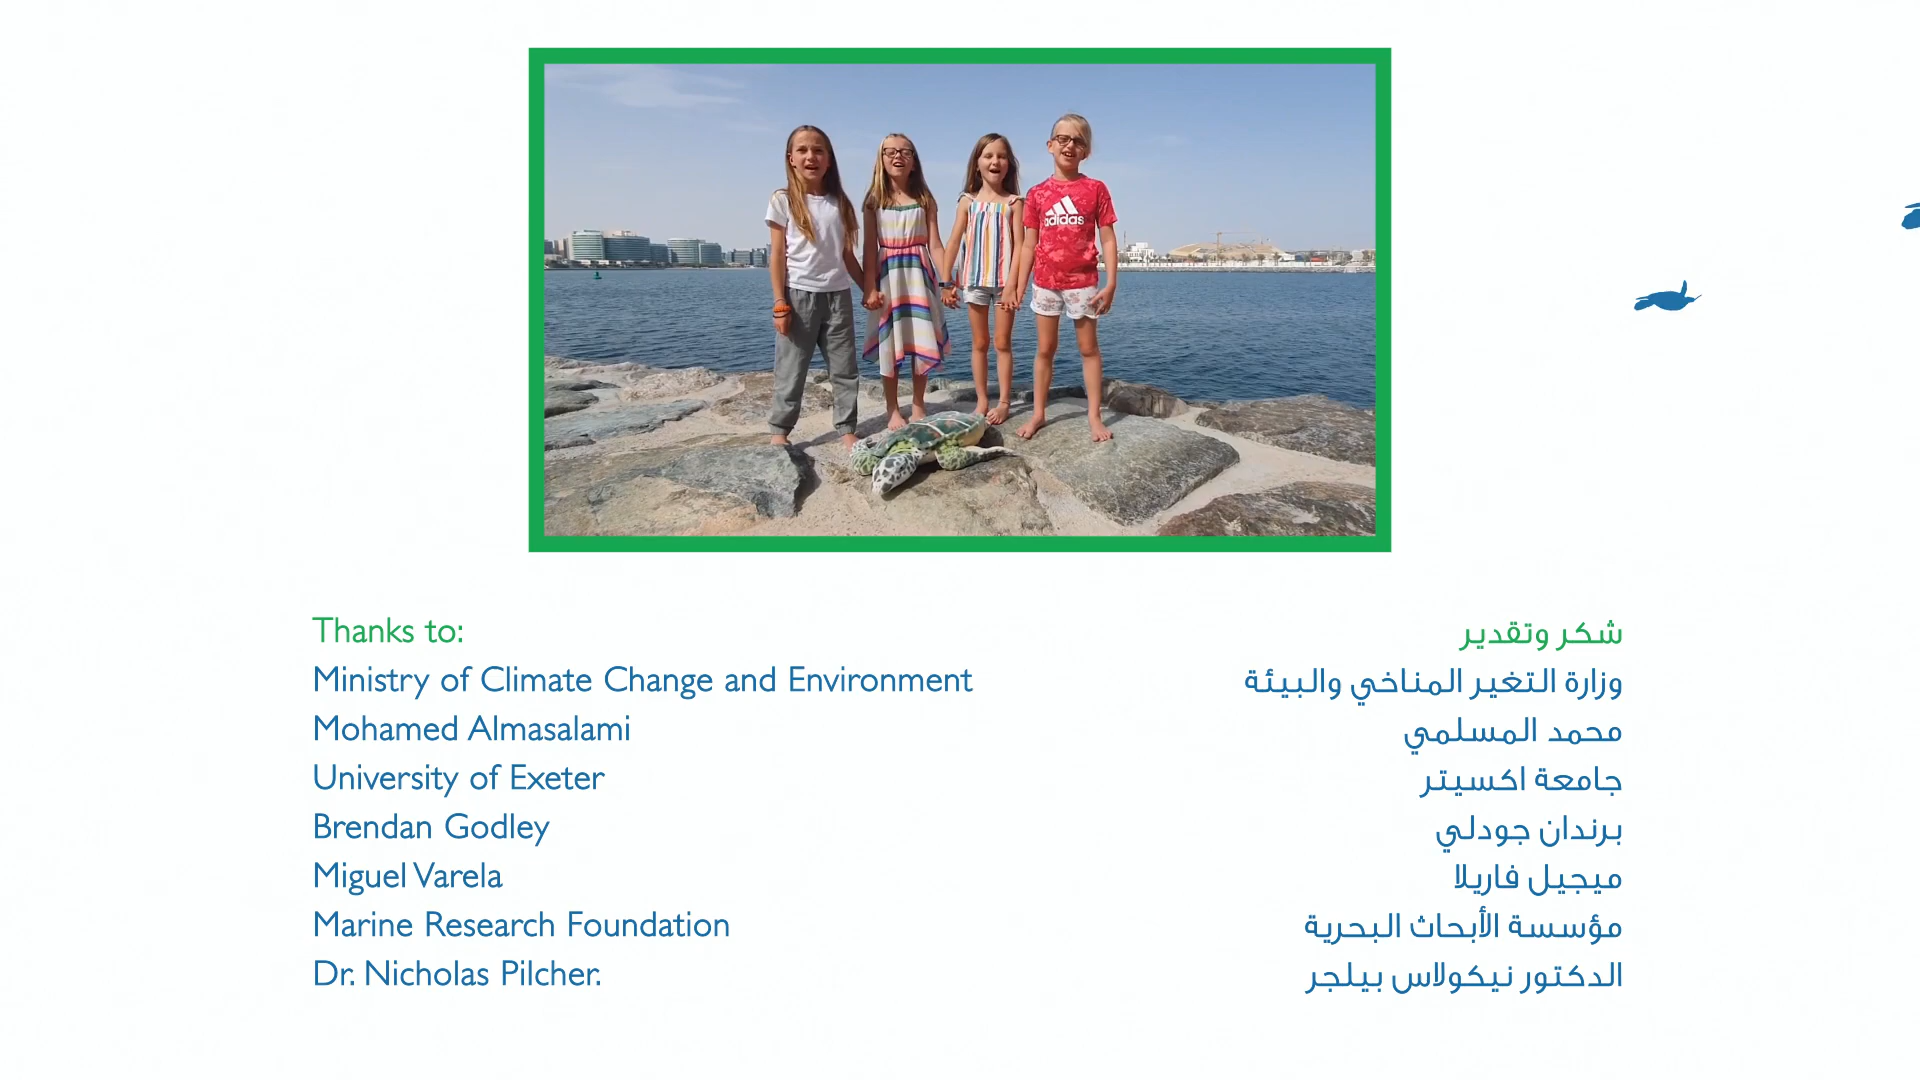 adidas
Thanks to:
Ministry of Climate Change and Environment
Mohamed Almasalami
University of Exeter
Brendan Godley
Miguel Varela
Marine Research Foundation
Dr. Nicholas Pilcher.
شكر وتقدير
وزارة التغير المناخي والبيئة
محمد المسلمي
جامعة اكسيتر
برندان جودلي
ميجيل فاريلا
مؤسسة الأبحاث البحرية
الدكتور نيكولاس بيلجر